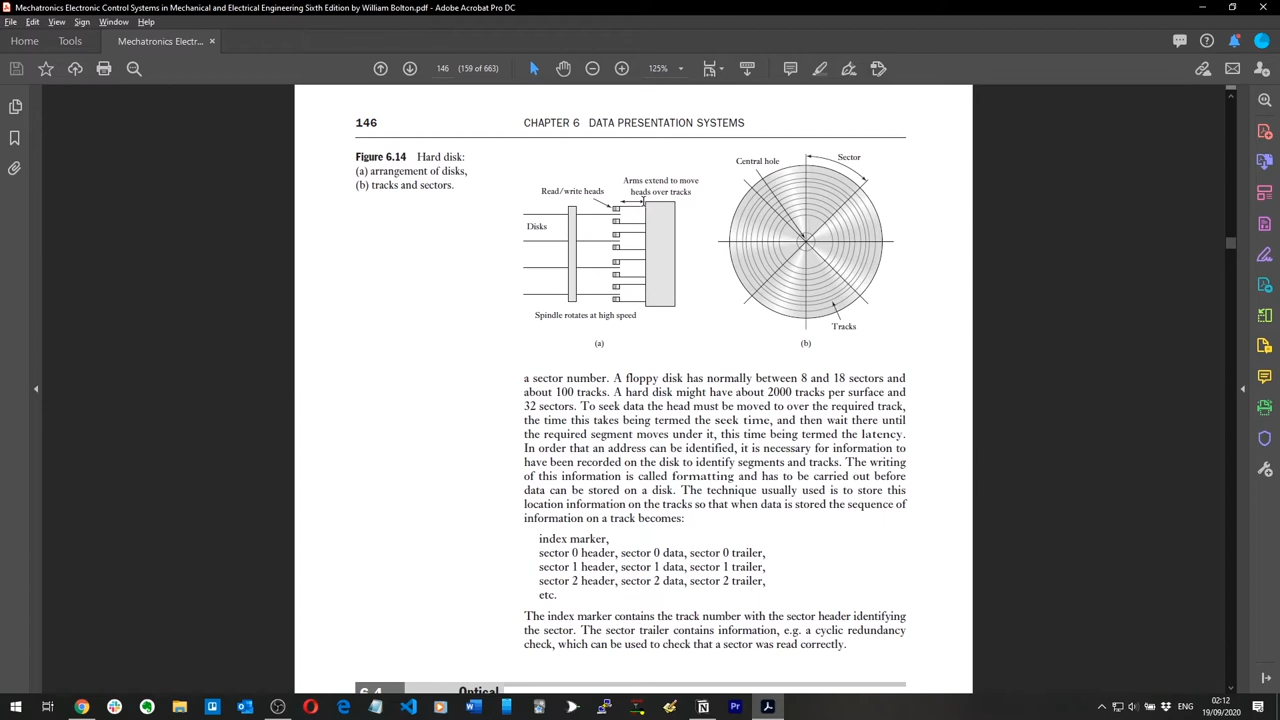 Mechatronics Electronic Control Systems in Mechanical and Electrical Engineering Sixth Edition by William Bolton.pdf - Adobe Acrobat Pro DC
File Edit View Sign Window Help
Home Tools Mechatronics Electr... ×
146 (159 of 663) 125%
146 CHAPTER 6 DATA PRESENTATION SYSTEMS
Figure 6.14 Hard disk:
(a) arrangement of disks,
(b) tracks and sectors.
Read/write heads
Arms extend to move
heads over tracks
Disks
Spindle rotates at high speed
(a)
Central hole
Sector
Tracks
(b)
a sector number. A floppy disk has normally between 8 and 18 sectors and
about 100 tracks. A hard disk might have about 2000 tracks per surface and
32 sectors. To seek data the head must be moved to over the required track,
the time this takes being termed the seek time, and then wait there until
the required segment moves under it, this time being termed the latency.
In order that an address can be identified, it is necessary for information to
have been recorded on the disk to identify segments and tracks. The writing
of this information is called formatting and has to be carried out before
data can be stored on a disk. The technique usually used is to store this
location information on the tracks so that when data is stored the sequence of
information on a track becomes:
index marker,
sector 0 header, sector 0 data, sector 0 trailer,
sector 1 header, sector 1 data, sector 1 trailer,
sector 2 header, sector 2 data, sector 2 trailer,
etc.
The index marker contains the track number with the sector header identifying
the sector. The sector trailer contains information, e.g. a cyclic redundancy
check, which can be used to check that a sector was read correctly.
6.4 Optical
02:12
19/09/2020